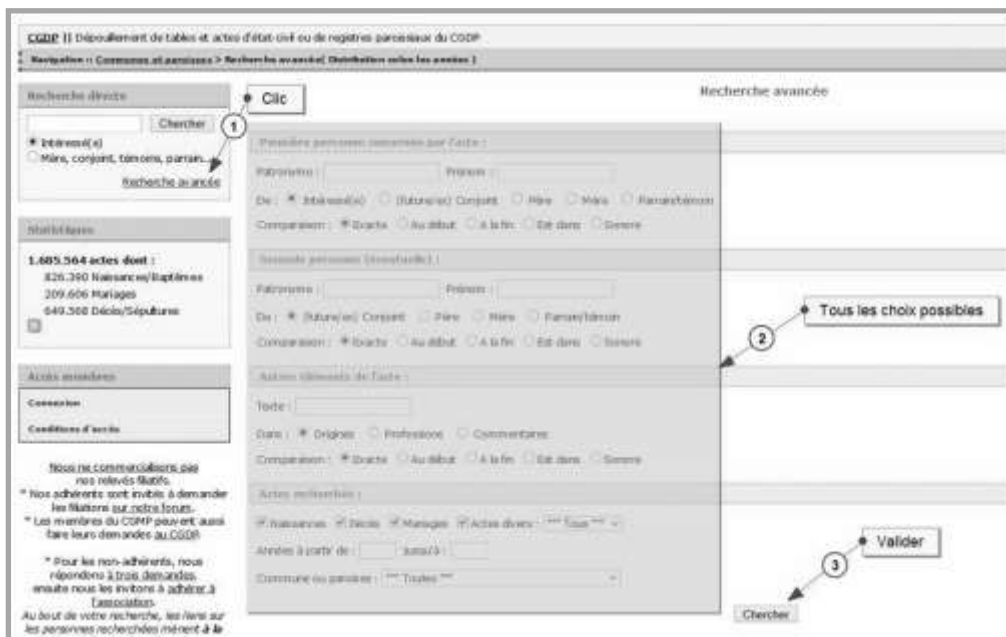 CGDP || Dépouillement de tables et actes d'état-civil ou de registres paroissiaux du CGDP
Navigation :: Communes et paroisses > Recherche avancée( Distribution selon les années )
Recherche directe
Chercher
Intéressé(e)
Mère, conjoint, témoins, parrain...
Recherche avancée
Statistiques
1.685.564 actes dont :
826.390 Naissances/Baptêmes
209.606 Mariages
649.568 Décès/Sépultures
Accès membres
Connexion
Conditions d'accès
Nous ne commercialisons pas
nos relevés filiatifs.
* Nos adhérents sont invités à demander
les filiations sur notre forum.
* Les membres du CGMP peuvent aussi
faire leurs demandes au CGDP.
* Pour les non-adhérents, nous
répondons à trois demandes,
ensuite nous les invitons à adhérer à
l'association.
Au bout de votre recherche, les liens sur
les personnes recherchées mènent à la
Clic
1
Recherche avancée
Première personne concernée par l'acte :
Patronyme : Prénom :
De : Intéressé(e) (futur/ex) Conjoint Père Mère Parrain/témoin
Comparaison : Exacte Au début A la fin Est dans Sonore
Seconde personne (éventuelle) :
Patronyme : Prénom :
De : (futur/ex) Conjoint Père Mère Parrain/témoin
Comparaison : Exacte Au début A la fin Est dans Sonore
Autres éléments de l'acte :
Texte :
Dans : Origines Professions Commentaires
Comparaison : Exacte Au début A la fin Est dans Sonore
Actes recherchés :
Naissances Décès Mariages Actes divers : *** Tous ***
Années à partir de : jusqu'à :
Commune ou paroisse : *** Toutes ***
Tous les choix possibles
2
Valider
3
Chercher